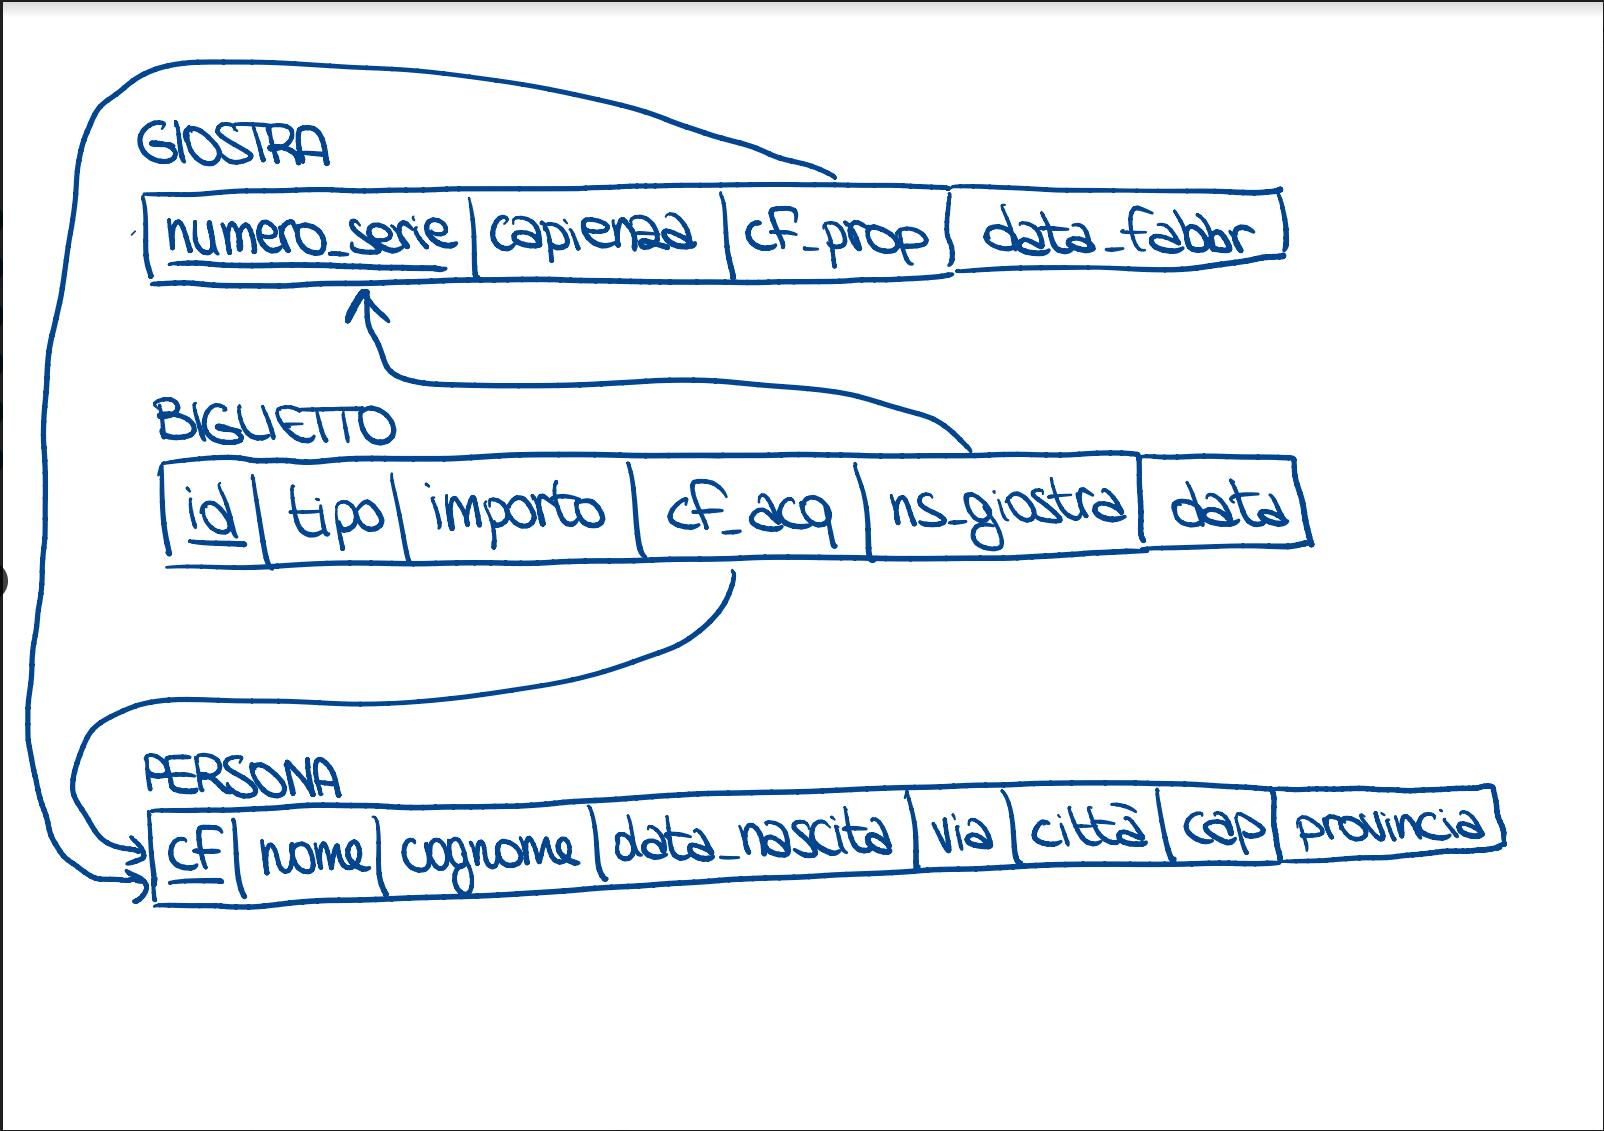 GIOSTRA
numero_serie capienza cf_prop data_fabbr
BIGLIETTO
id tipo importo cf_acq ns_giostra data
PERSONA
cf nome cognome data_nascita via città cap provincia